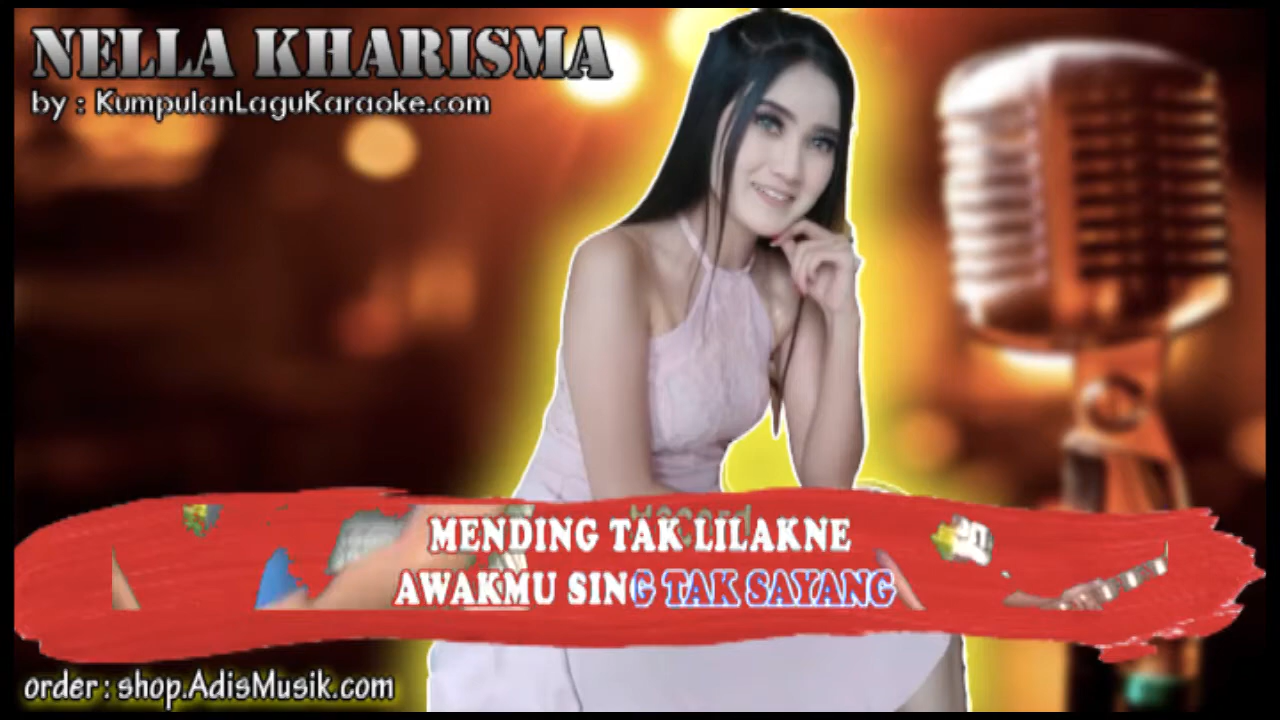 NELLA KHARISMA
by : KumpulanLaguKaraoke.com
MENDING TAK LILAKNE
AWAKMU SING TAK SAYANG
order : shop.AdisMusik.com